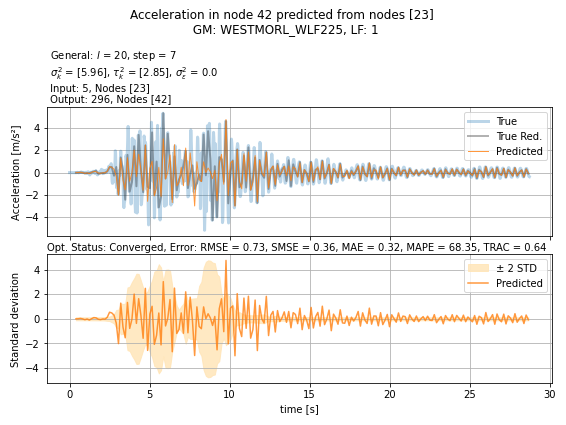 Acceleration in node 42 predicted from nodes [23]
GM: WESTMORL_WLF225, LF: 1
General: l = 20, step = 7
σ²ₖ = [5.96], τ²ₖ = [2.85], σ²ε = 0.0
Input: 5, Nodes [23]
Output: 296, Nodes [42]
Acceleration [m/s²]
4
2
0
−2
−4
True
True Red.
Predicted
Opt. Status: Converged, Error: RMSE = 0.73, SMSE = 0.36, MAE = 0.32, MAPE = 68.35, TRAC = 0.64
Standard deviation
4
2
0
−2
−4
± 2 STD
Predicted
0 5 10 15 20 25 30
time [s]